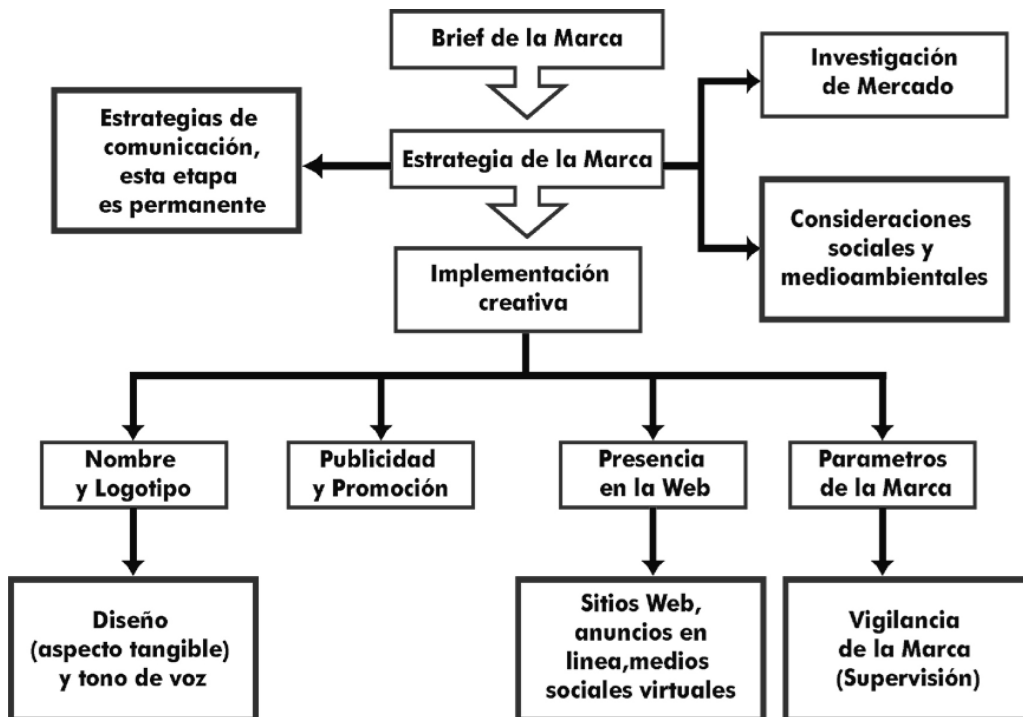 Brief de la Marca
Investigación
de Mercado
Estrategias de
comunicación,
esta etapa
es permanente
Estrategia de la Marca
Consideraciones
sociales y
medioambientales
Implementación
creativa
Nombre
y Logotipo
Publicidad
y Promoción
Presencia
en la Web
Parametros
de la Marca
Diseño
(aspecto tangible)
y tono de voz
Sitios Web,
anuncios en
linea,medios
sociales virtuales
Vigilancia
de la Marca
(Supervisión)